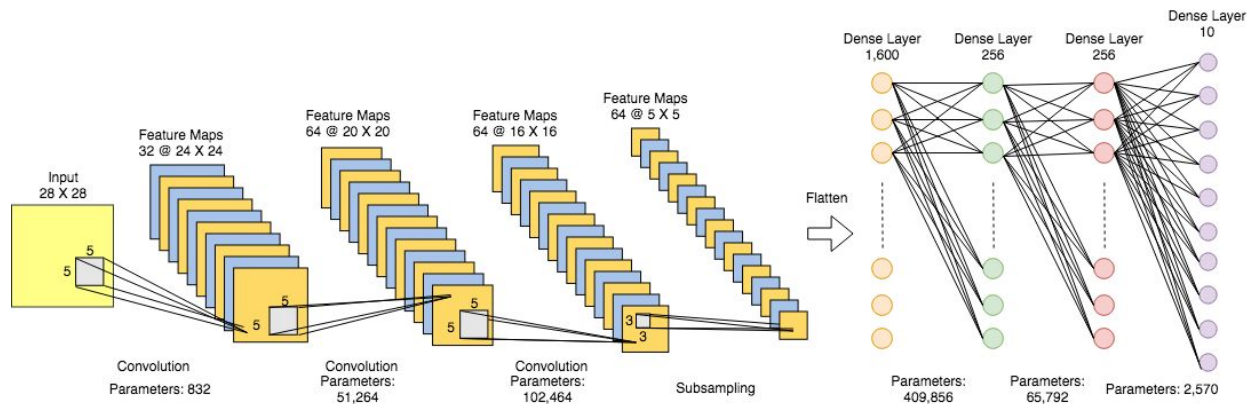 Input
28 X 28
5
5
Convolution
Parameters: 832
Feature Maps
32 @ 24 X 24
5
5
Convolution
Parameters:
51,264
Feature Maps
64 @ 20 X 20
5
5
Convolution
Parameters:
102,464
Feature Maps
64 @ 16 X 16
3
3
Subsampling
Feature Maps
64 @ 5 X 5
Flatten
Dense Layer
1,600
Parameters:
409,856
Dense Layer
256
Parameters:
65,792
Dense Layer
256
Parameters: 2,570
Dense Layer
10